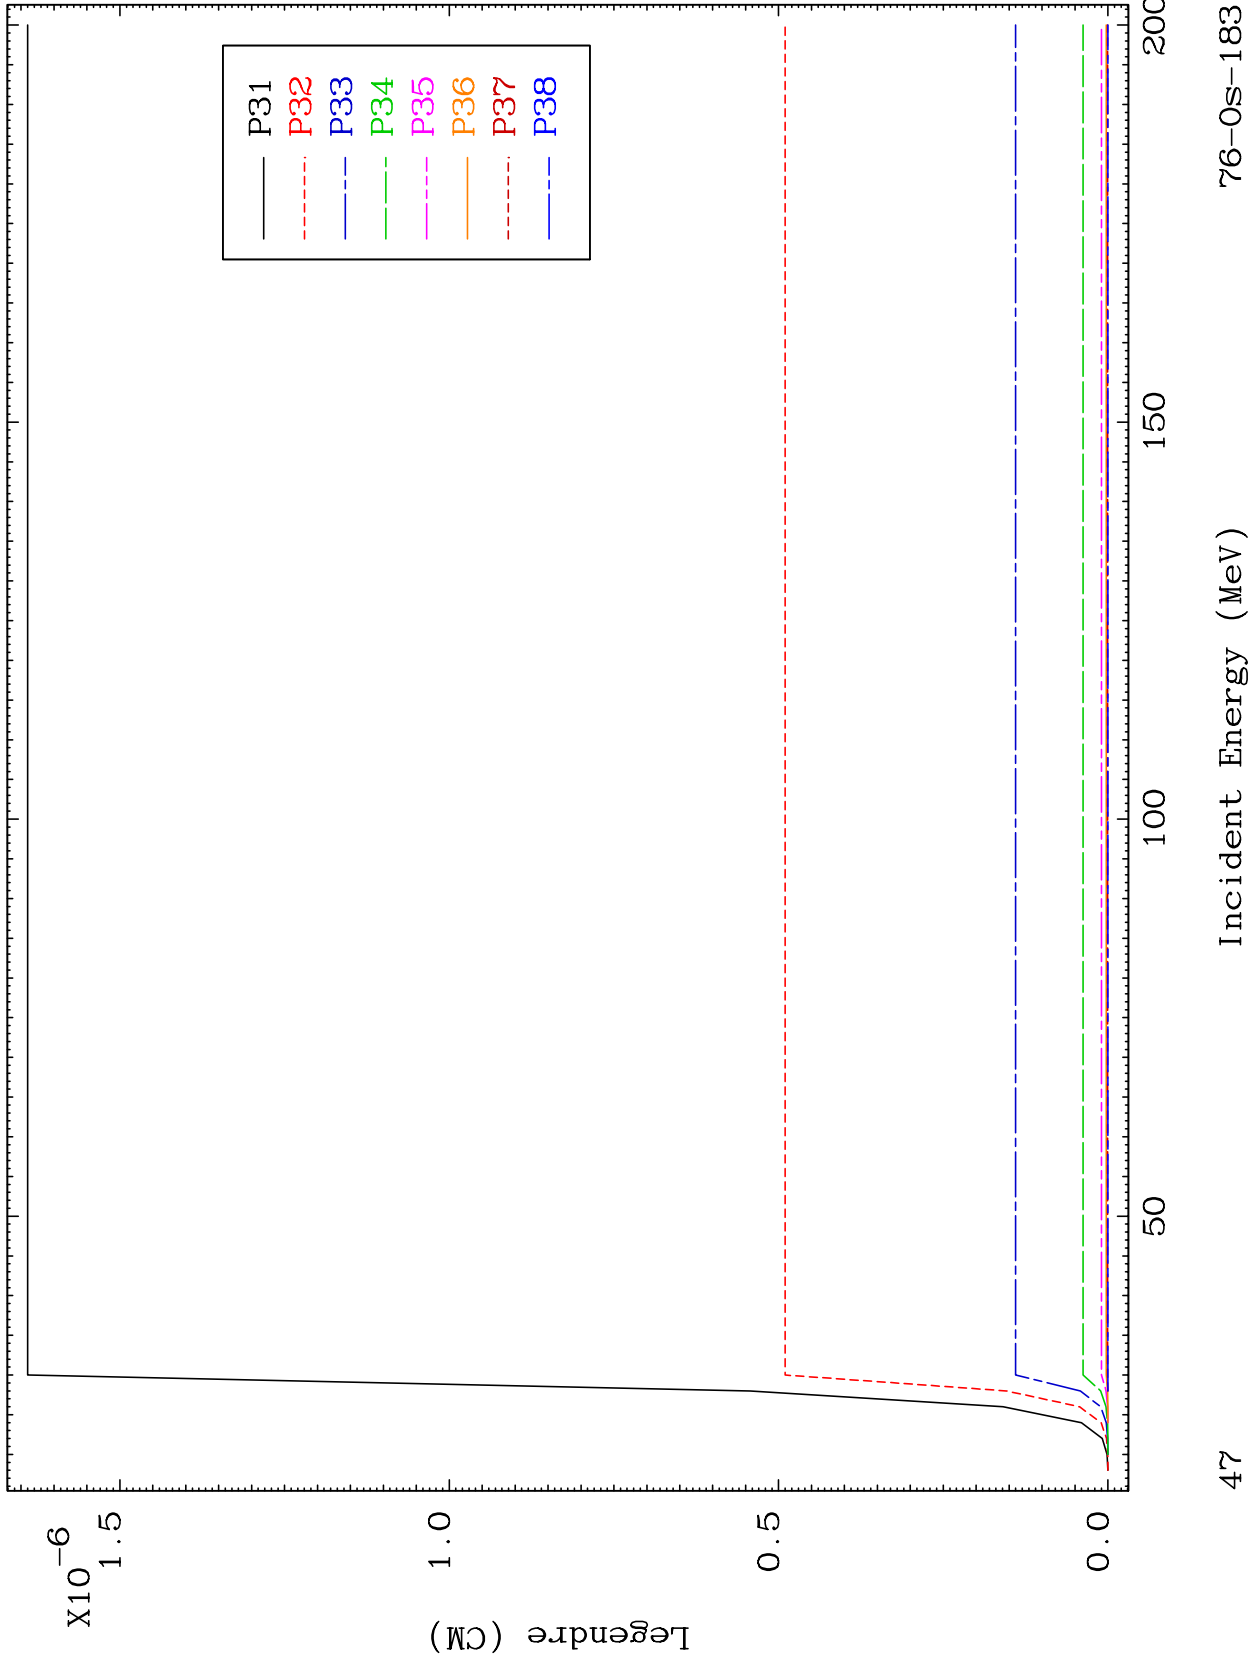 X10-6
1.5
1.0
0.5
0.0
Legendre (CM)
P31
P32
P33
P34
P35
P36
P37
P38
50
100
150
200
Incident Energy (MeV)
47
76-Os-183